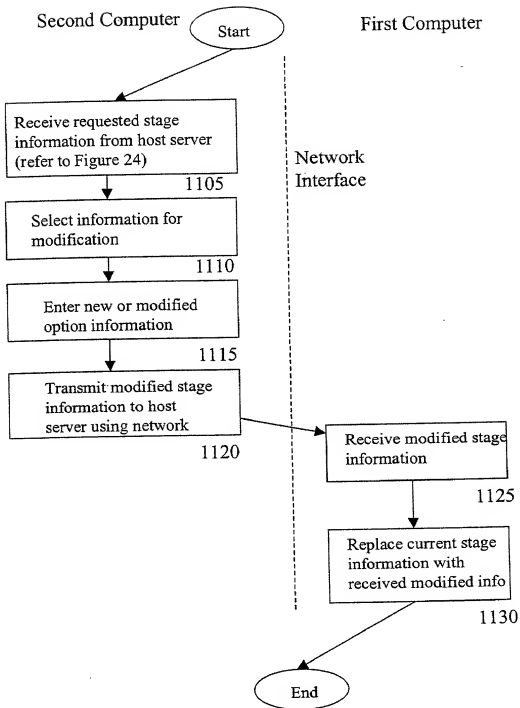 Second Computer
Start
First Computer
Receive requested stage
information from host server
(refer to Figure 24)
1105
Network
Interface
Select information for
modification
1110
Enter new or modified
option information
1115
Transmit modified stage
information to host
server using network
1120
Receive modified stage
information
1125
Replace current stage
information with
received modified info
1130
End